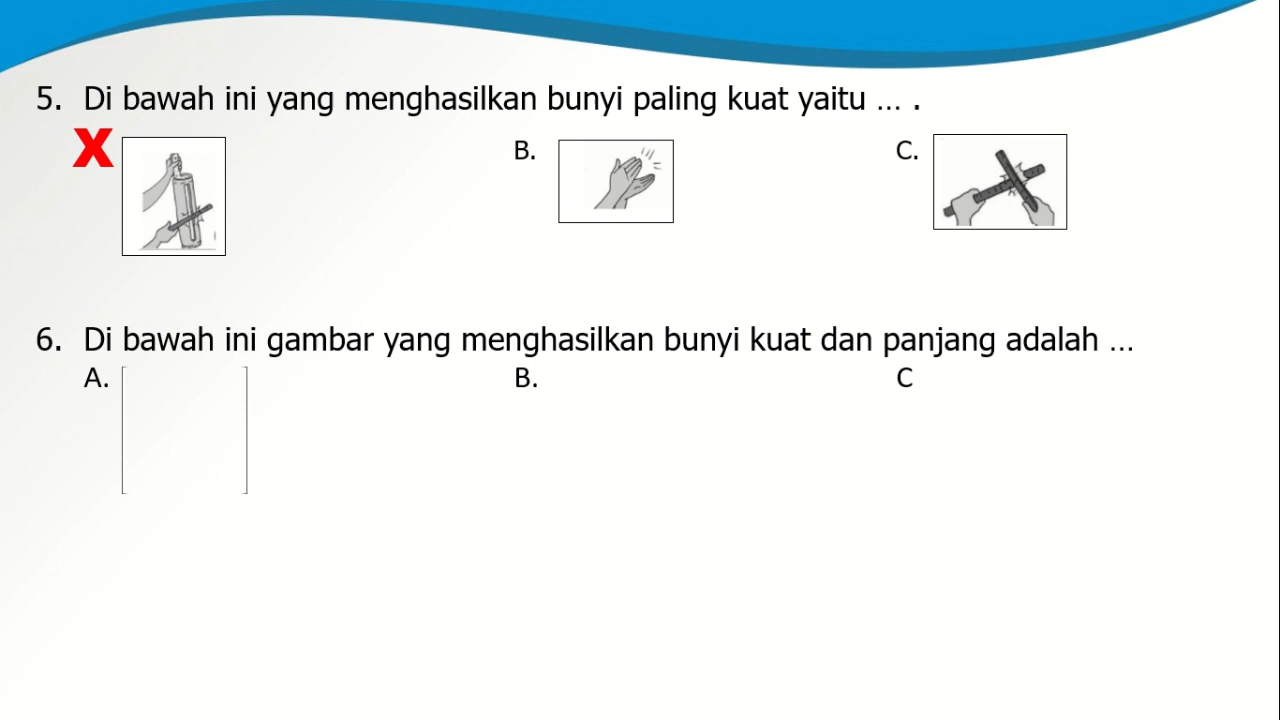 5. Di bawah ini yang menghasilkan bunyi paling kuat yaitu ... .
X B. C.
6. Di bawah ini gambar yang menghasilkan bunyi kuat dan panjang adalah ...
A. B. C